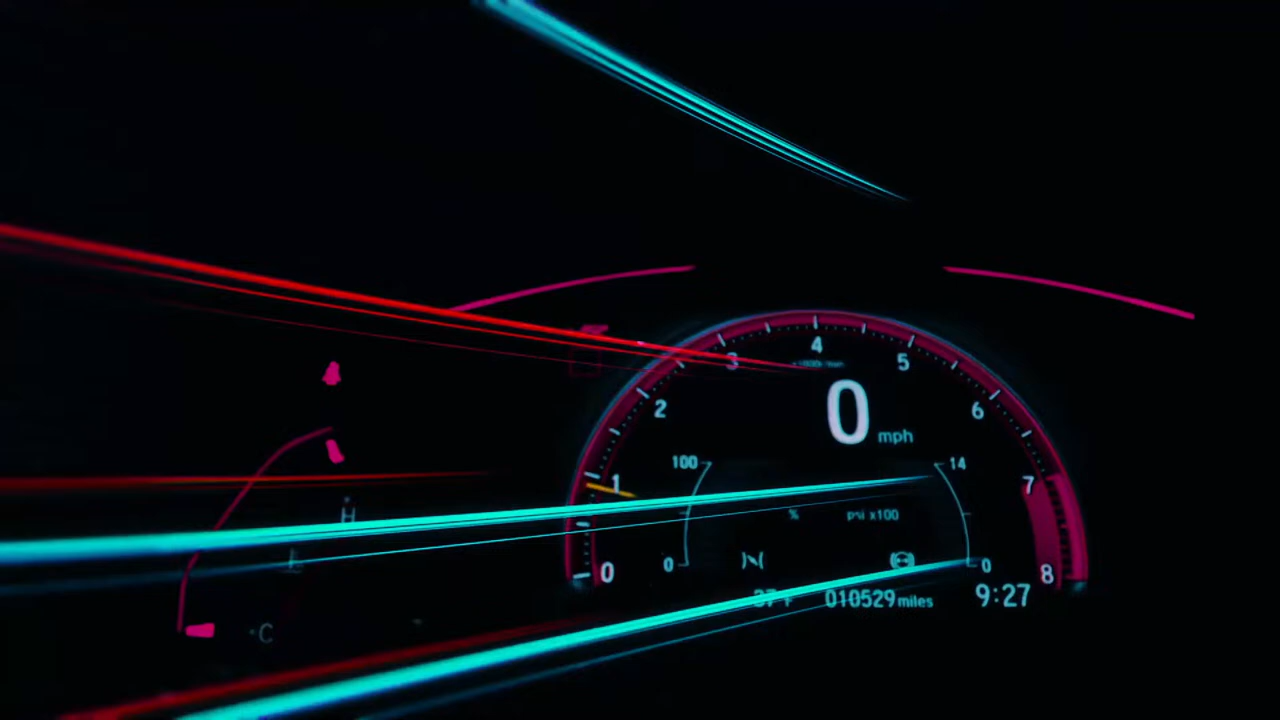 4
3 5
0 mph
2 6
100 14
1 7
H
% psi x100
0 0
0 8
010529 miles 9:27
C